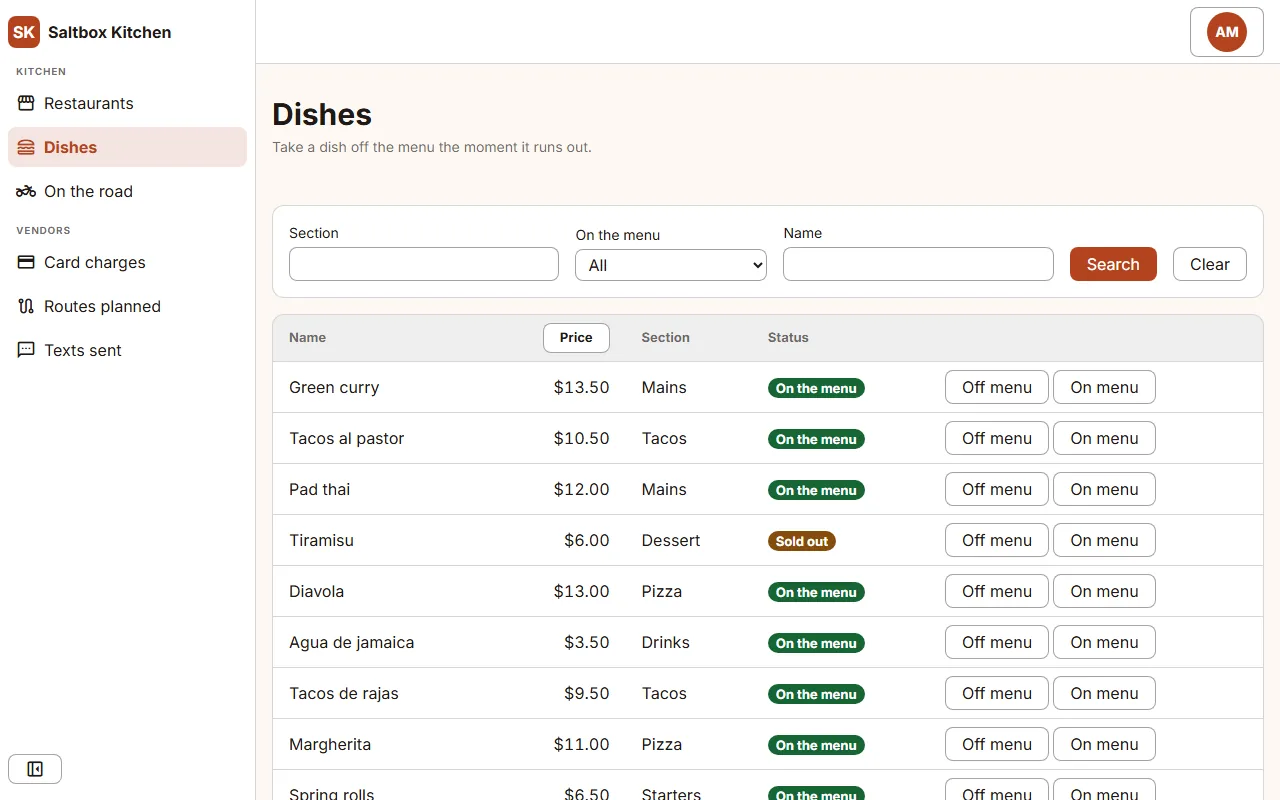 SK Saltbox Kitchen
KITCHEN
Restaurants
Dishes
On the road
VENDORS
Card charges
Routes planned
Texts sent
AM
Dishes
Take a dish off the menu the moment it runs out.
Section On the menu Name
All Search Clear
Name Price Section Status
Green curry $13.50 Mains On the menu Off menu On menu
Tacos al pastor $10.50 Tacos On the menu Off menu On menu
Pad thai $12.00 Mains On the menu Off menu On menu
Tiramisu $6.00 Dessert Sold out Off menu On menu
Diavola $13.00 Pizza On the menu Off menu On menu
Agua de jamaica $3.50 Drinks On the menu Off menu On menu
Tacos de rajas $9.50 Tacos On the menu Off menu On menu
Margherita $11.00 Pizza On the menu Off menu On menu
Spring rolls $6.50 Starters On the menu Off menu On menu